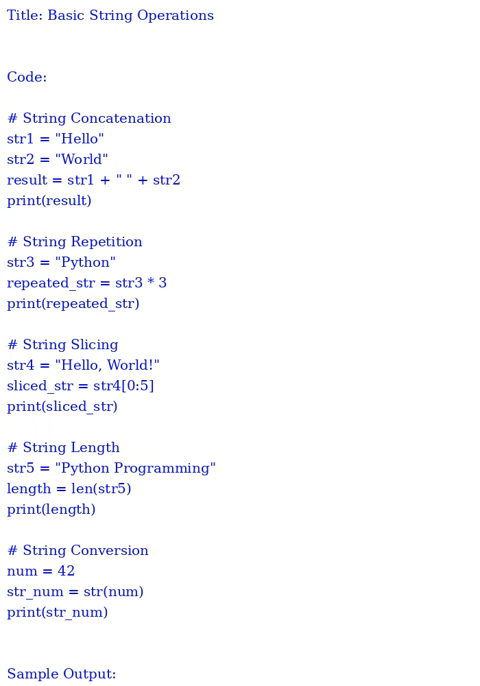 Title: Basic String Operations
Code:
# String Concatenation
str1 = "Hello"
str2 = "World"
result = str1 + " " + str2
print(result)
# String Repetition
str3 = "Python"
repeated_str = str3 * 3
print(repeated_str)
# String Slicing
str4 = "Hello, World!"
sliced_str = str4[0:5]
print(sliced_str)
# String Length
str5 = "Python Programming"
length = len(str5)
print(length)
# String Conversion
num = 42
str_num = str(num)
print(str_num)
Sample Output: